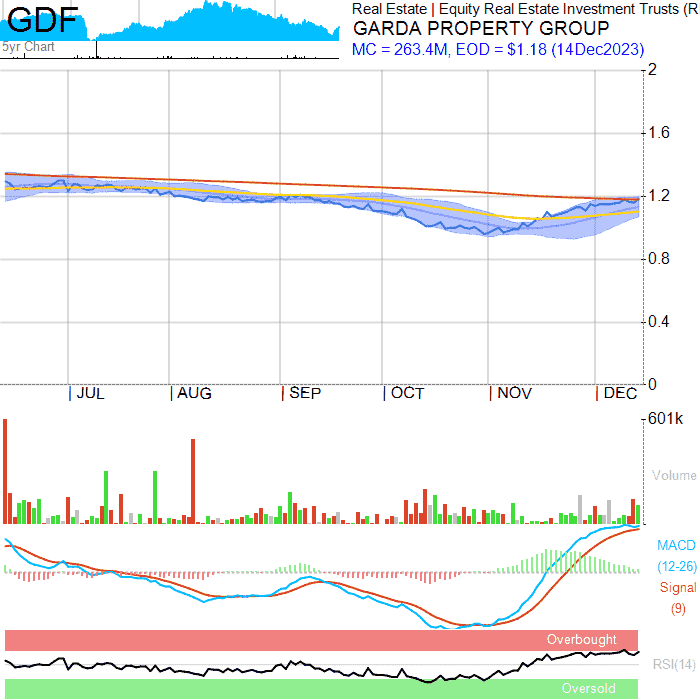 GDF
5yr Chart
Real Estate | Equity Real Estate Investment Trusts (R
GARDA PROPERTY GROUP
MC = 263.4M, EOD = $1.18 (14Dec2023)
2
1.6
1.2
0.8
0.4
0
| JUL | AUG | SEP | OCT | NOV | DEC
601k
Volume
MACD
(12-26)
Signal
(9)
Overbought
RSI(14)
Oversold